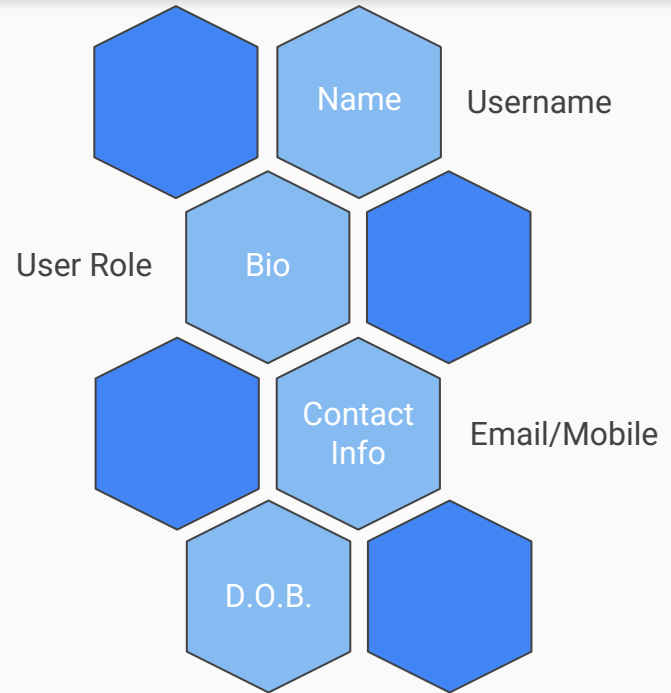 Name
Username
User Role
Bio
Contact
Info
Email/Mobile
D.O.B.